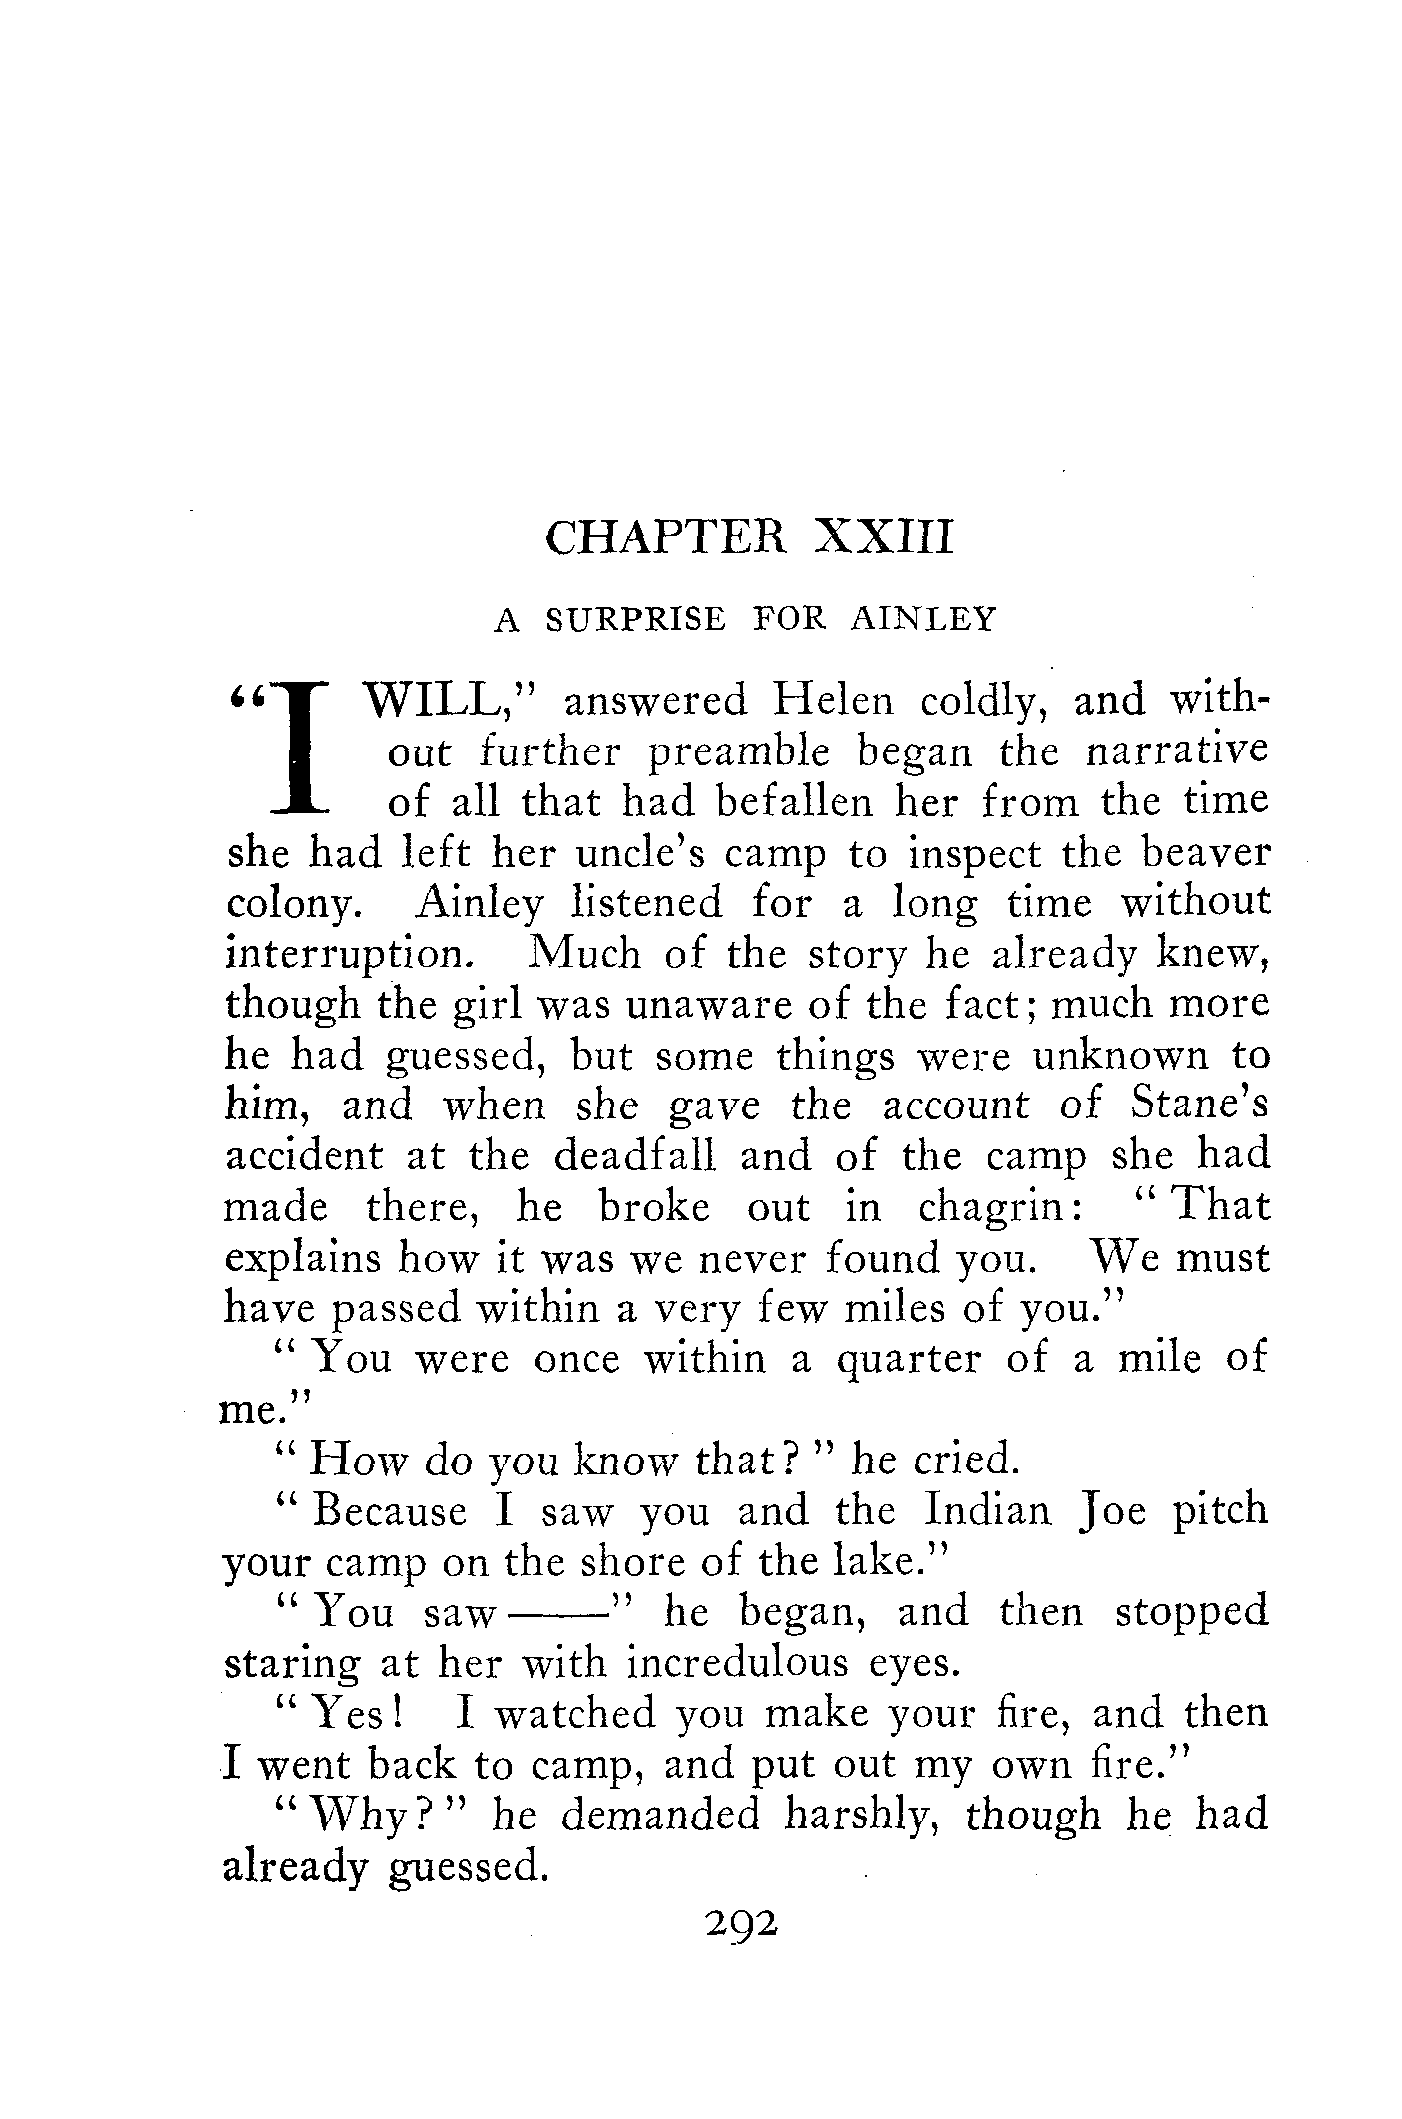 CHAPTER XXIII
A SURPRISE FOR AINLEY
"I WILL," answered Helen coldly, and with-
out further preamble began the narrative
of all that had befallen her from the time
she had left her uncle's camp to inspect the beaver
colony. Ainley listened for a long time without
interruption. Much of the story he already knew,
though the girl was unaware of the fact; much more
he had guessed, but some things were unknown to
him, and when she gave the account of Stane's
accident at the deadfall and of the camp she had
made there, he broke out in chagrin: "That
explains how it was we never found you. We must
have passed within a very few miles of you."
"You were once within a quarter of a mile of
me."
"How do you know that?" he cried.
"Because I saw you and the Indian Joe pitch
your camp on the shore of the lake."
"You saw——" he began, and then stopped
staring at her with incredulous eyes.
"Yes! I watched you make your fire, and then
I went back to camp, and put out my own fire."
"Why?" he demanded harshly, though he had
already guessed.
292